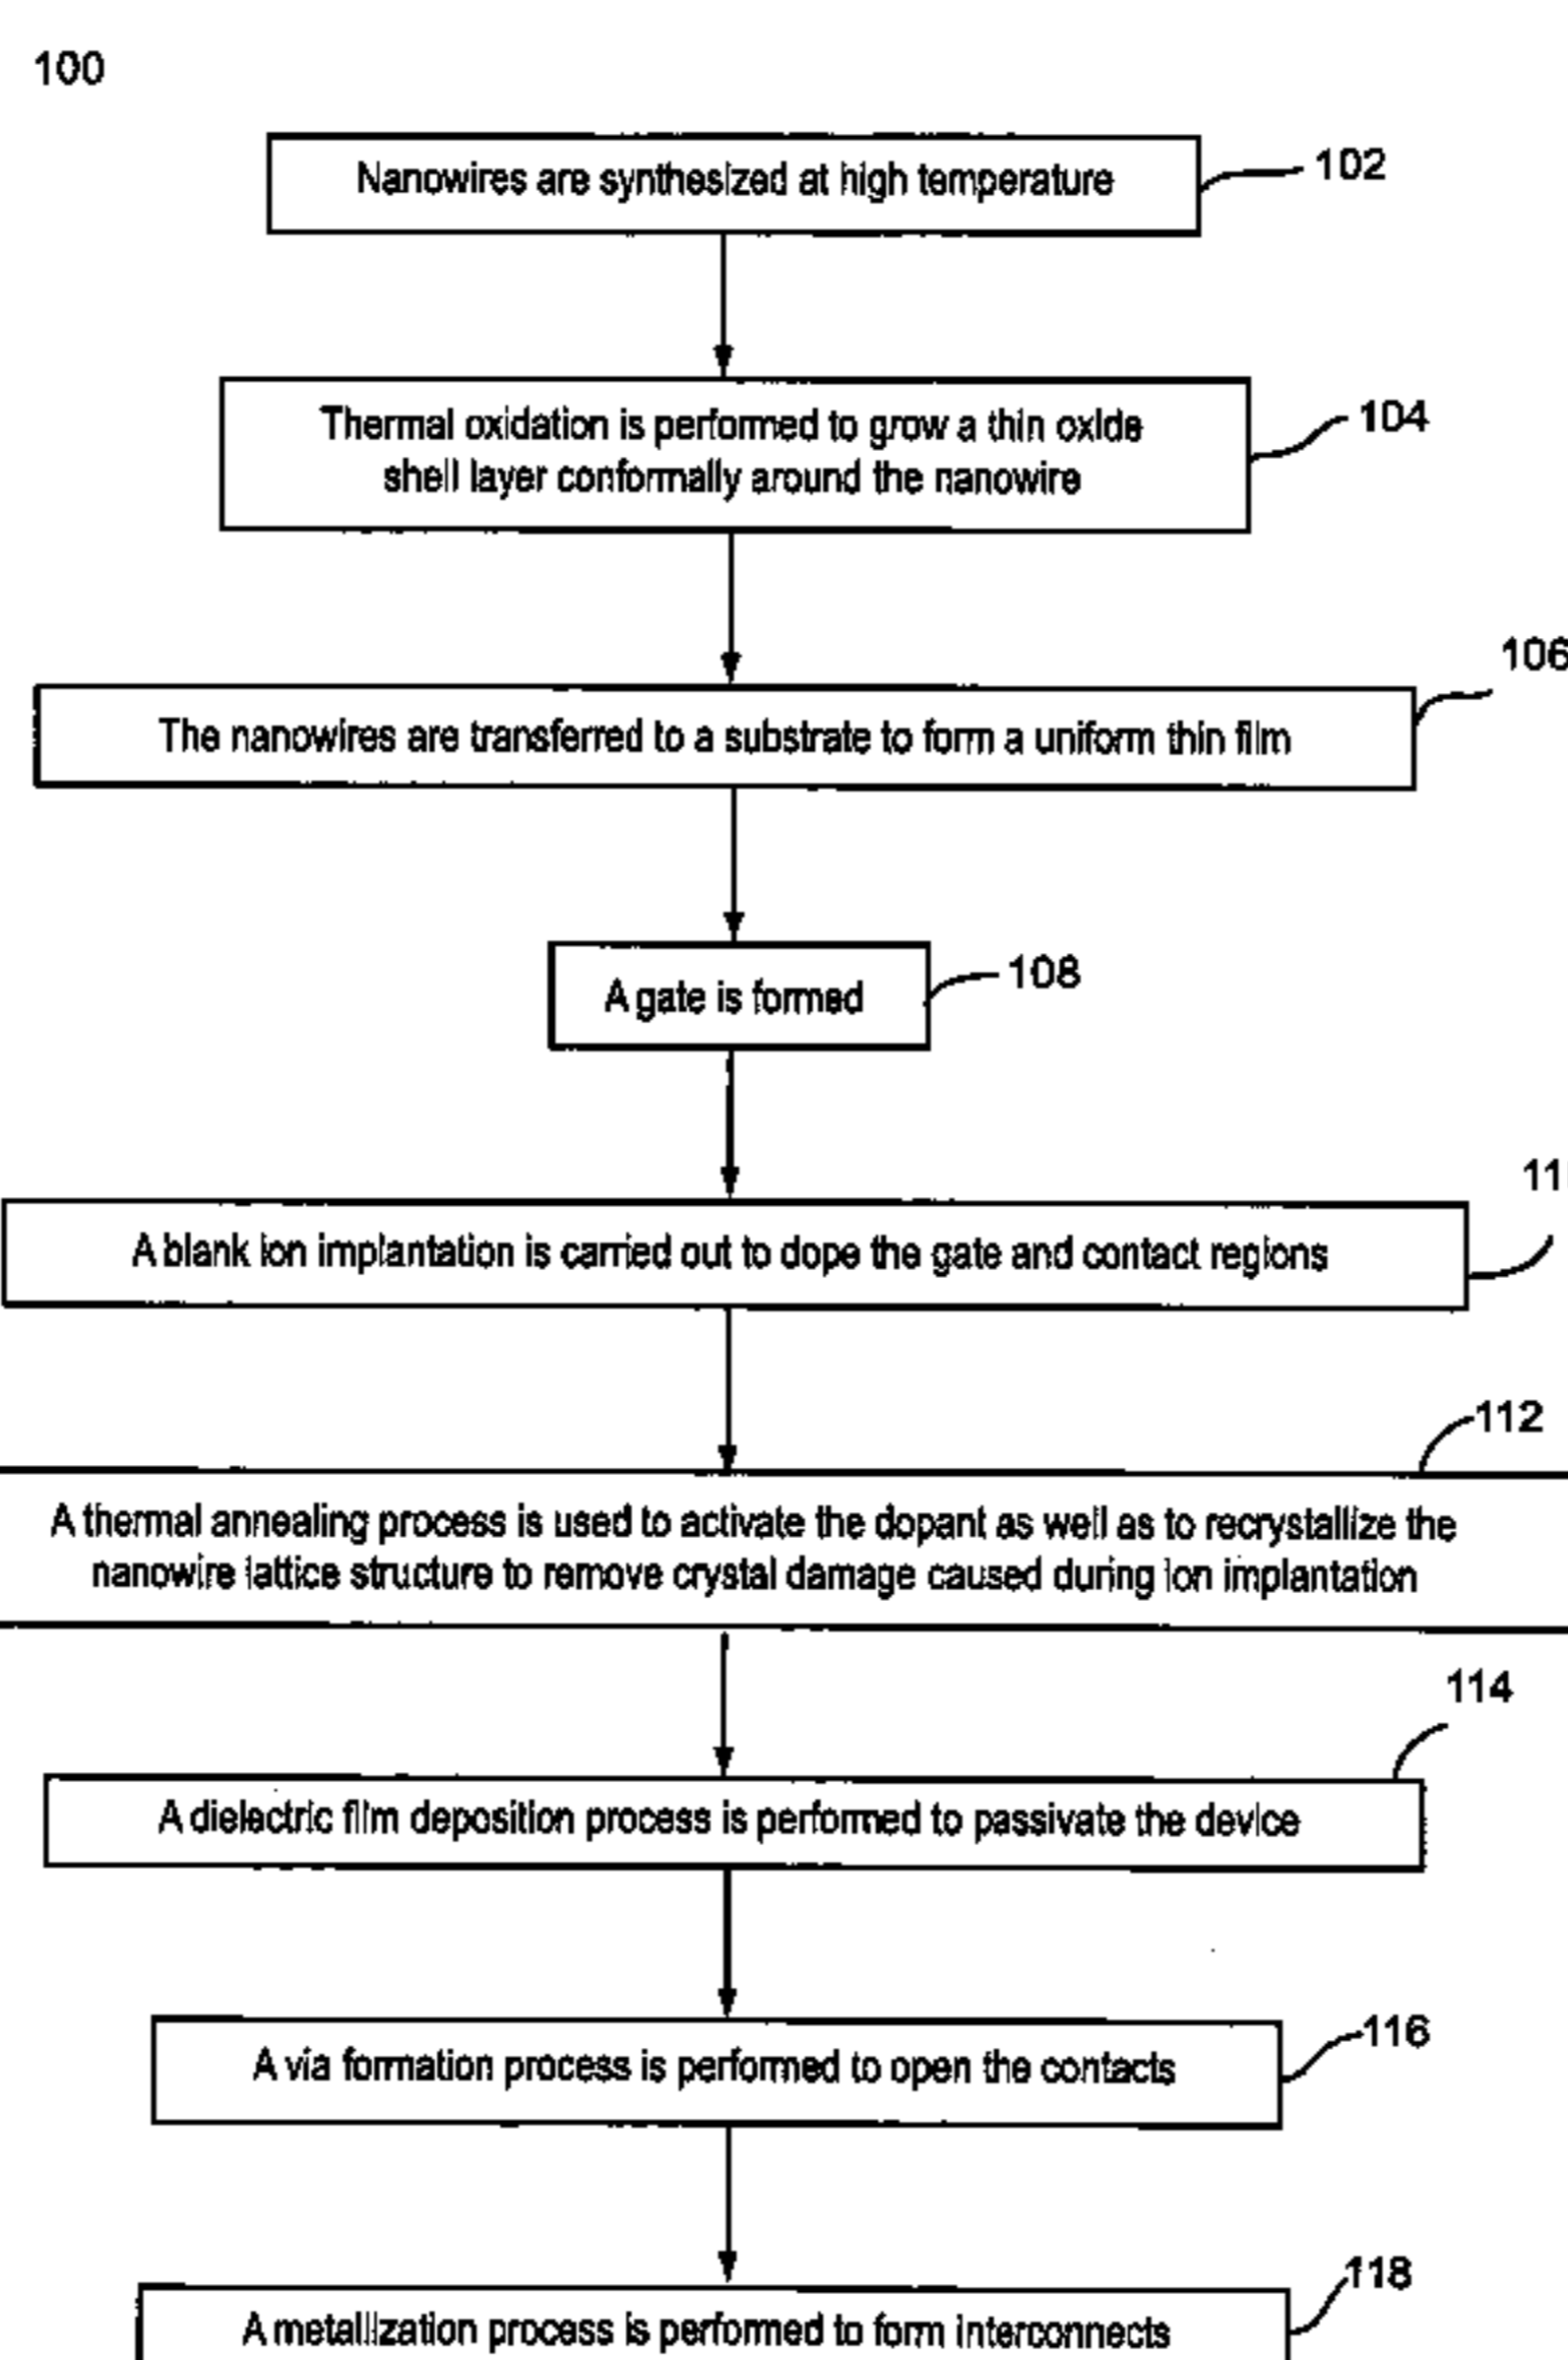 100
Nanowires are synthesized at high temperature
102
Thermal oxidation is performed to grow a thin oxide
shell layer conformally around the nanowire
104
106
The nanowires are transferred to a substrate to form a uniform thin film
A gate is formed
108
11
A blank ion implantation is carried out to dope the gate and contact regions
112
A thermal annealing process is used to activate the dopant as well as to recrystallize the
nanowire lattice structure to remove crystal damage caused during ion implantation
114
A dielectric film deposition process is performed to passivate the device
A via formation process is performed to open the contacts
116
118
A metallization process is performed to form interconnects